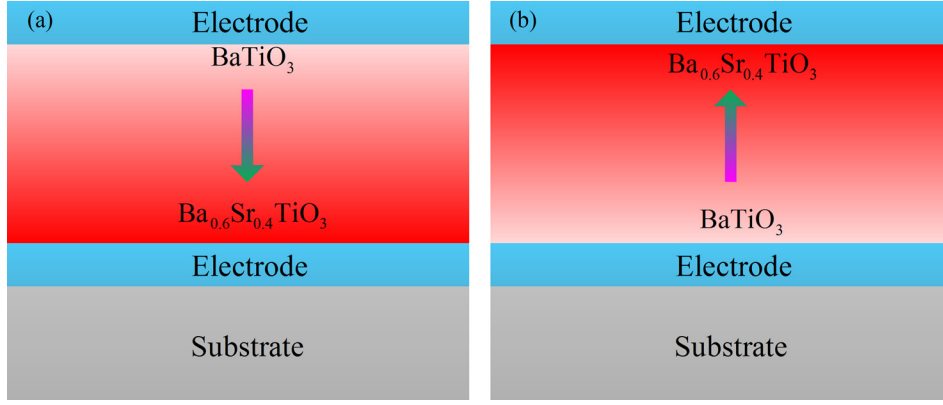 (a)
Electrode
BaTiO₃
Ba₀.₆Sr₀.₄TiO₃
Electrode
Substrate
(b)
Electrode
Ba₀.₆Sr₀.₄TiO₃
BaTiO₃
Electrode
Substrate